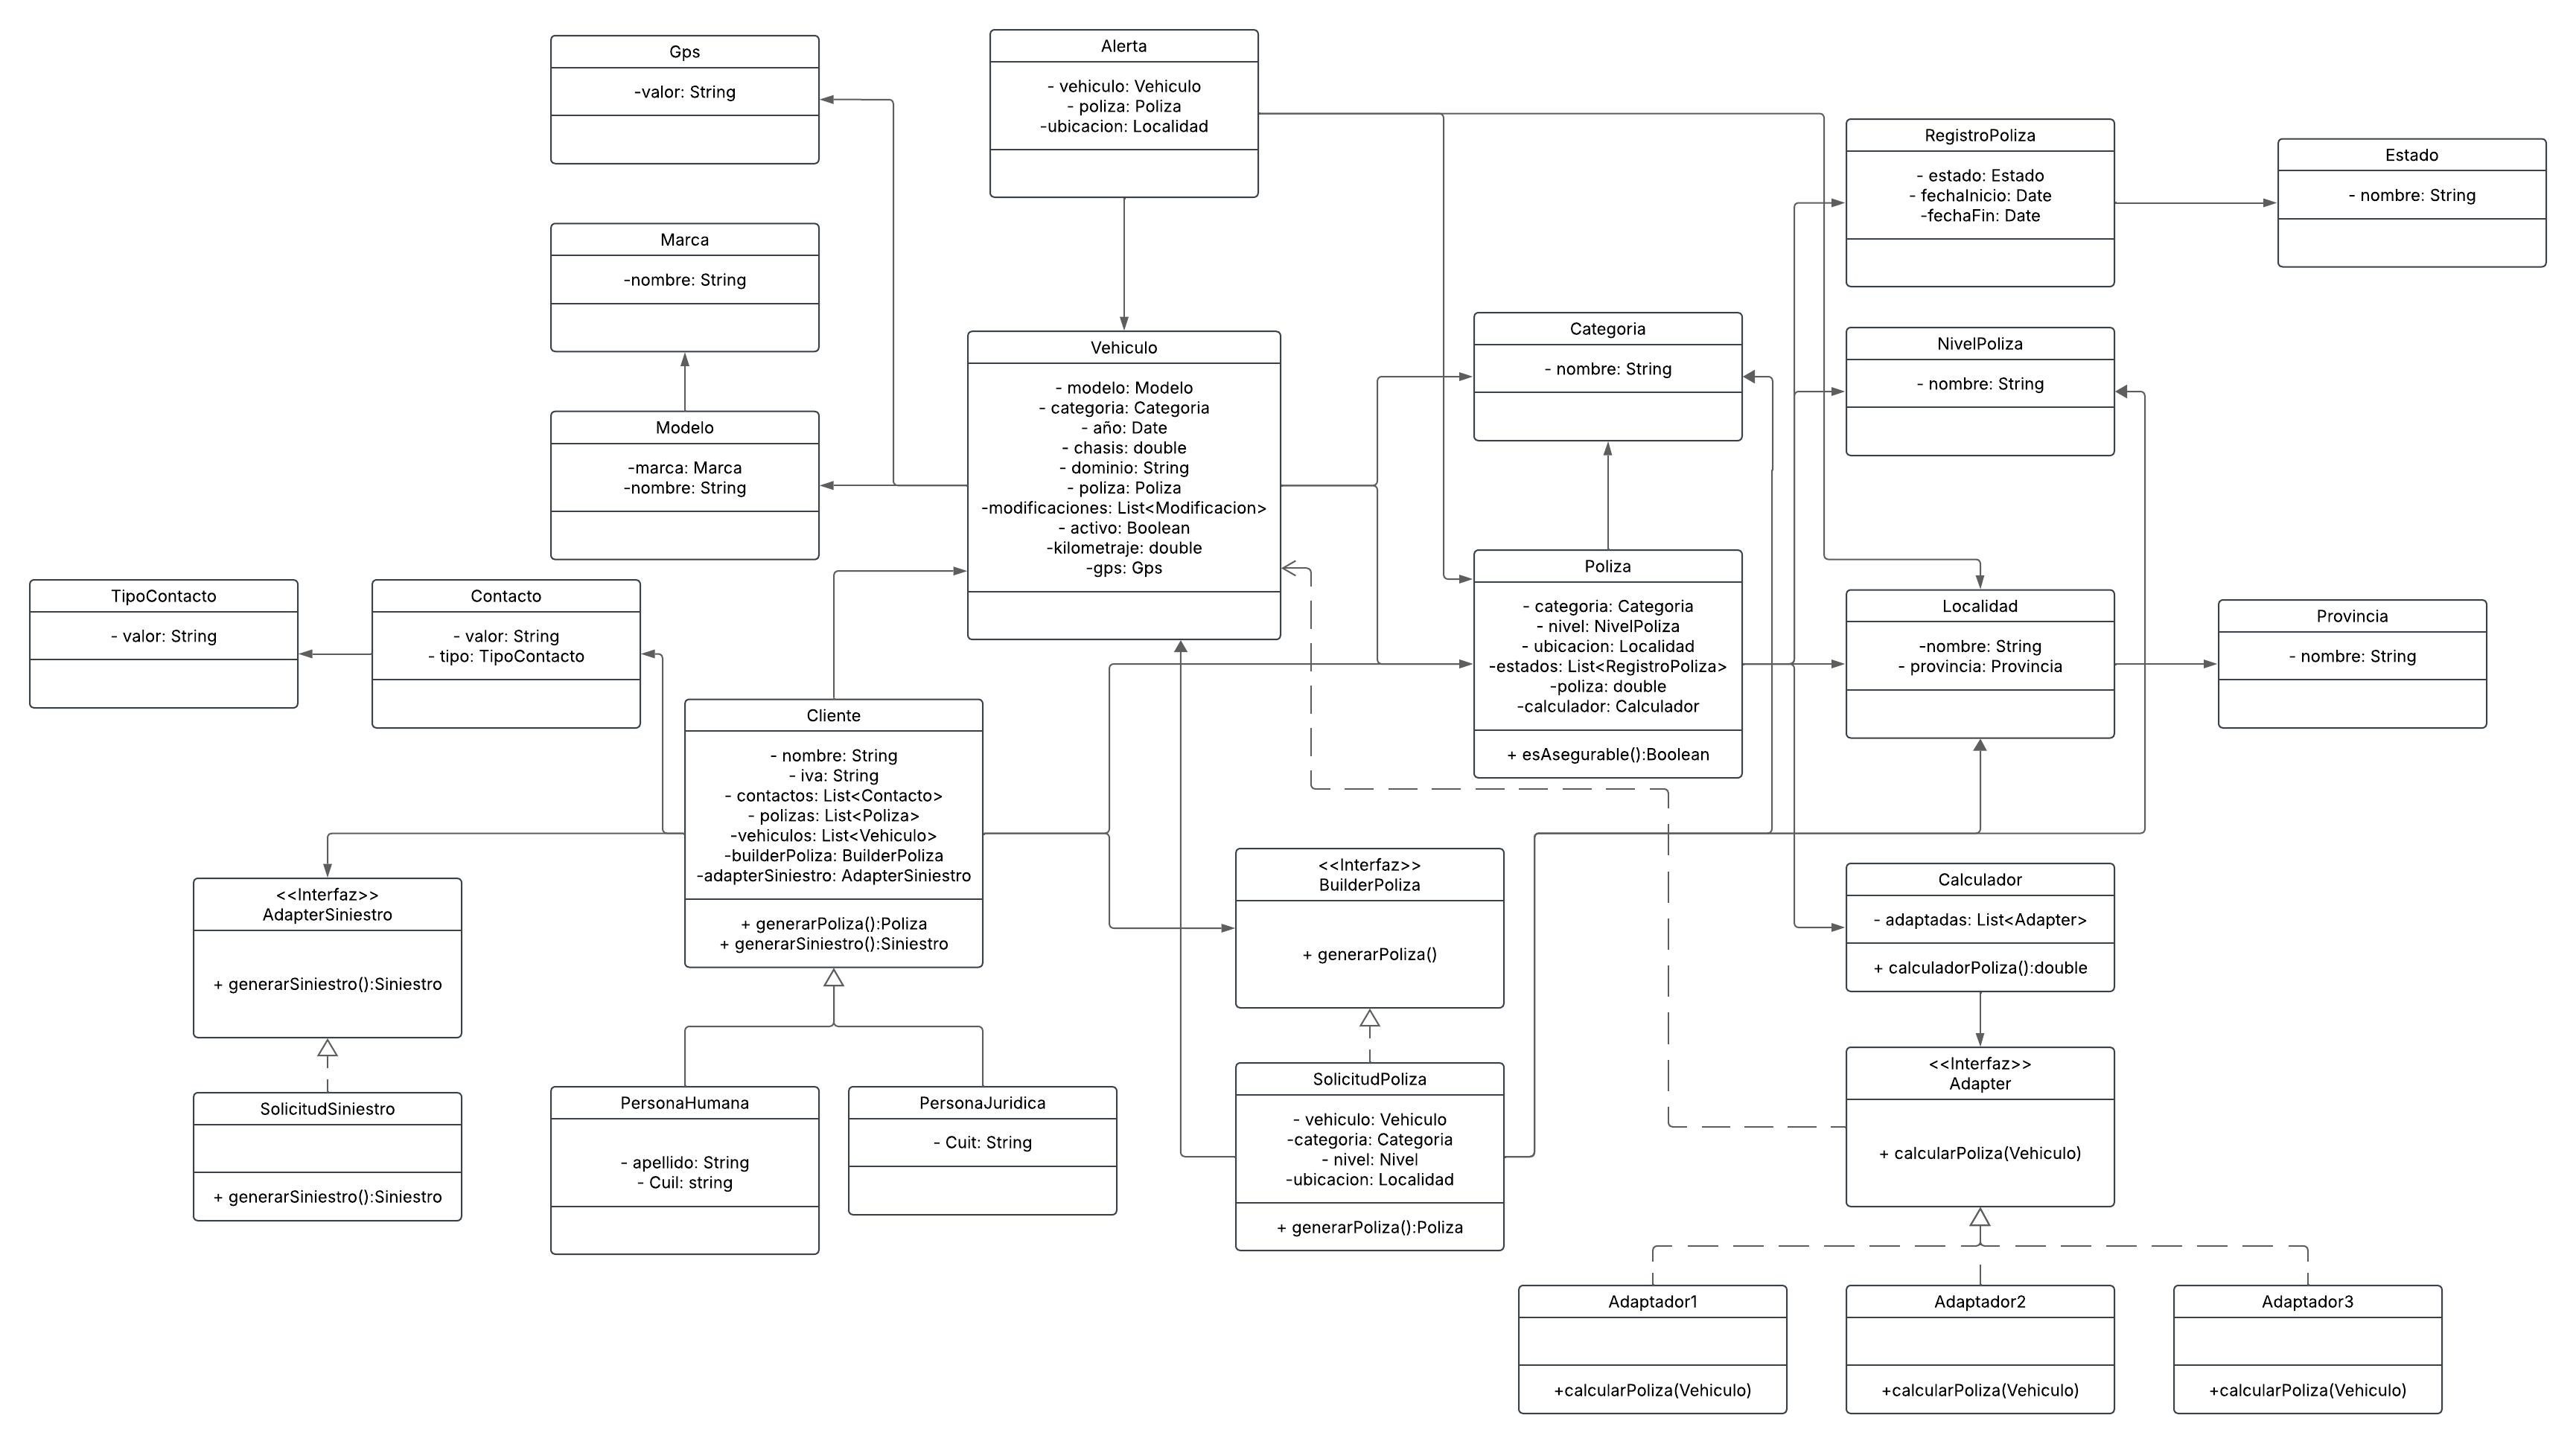 Gps
-valor: String
Alerta
- vehiculo: Vehiculo
- poliza: Poliza
-ubicacion: Localidad
RegistroPoliza
- estado: Estado
- fechaInicio: Date
-fechaFin: Date
Estado
- nombre: String
Marca
-nombre: String
Vehiculo
- modelo: Modelo
- categoria: Categoria
- año: Date
- chasis: double
- dominio: String
- poliza: Poliza
-modificaciones: List<Modificacion>
- activo: Boolean
-kilometraje: double
-gps: Gps
Categoria
- nombre: String
NivelPoliza
- nombre: String
Modelo
-marca: Marca
-nombre: String
TipoContacto
- valor: String
Contacto
- valor: String
- tipo: TipoContacto
Poliza
- categoria: Categoria
- nivel: NivelPoliza
- ubicacion: Localidad
-estados: List<RegistroPoliza>
-poliza: double
-calculador: Calculador
+ esAsegurable():Boolean
Localidad
-nombre: String
- provincia: Provincia
Provincia
- nombre: String
Cliente
- nombre: String
- iva: String
- contactos: List<Contacto>
- polizas: List<Poliza>
-vehiculos: List<Vehiculo>
-builderPoliza: BuilderPoliza
-adapterSiniestro: AdapterSiniestro
+ generarPoliza():Poliza
+ generarSiniestro():Siniestro
<<Interfaz>>
AdapterSiniestro
+ generarSiniestro():Siniestro
<<Interfaz>>
BuilderPoliza
+ generarPoliza()
Calculador
- adaptadas: List<Adapter>
+ calculadorPoliza():double
SolicitudSiniestro
+ generarSiniestro():Siniestro
PersonaHumana
- apellido: String
- Cuil: string
PersonaJuridica
- Cuit: String
SolicitudPoliza
- vehiculo: Vehiculo
-categoria: Categoria
- nivel: Nivel
-ubicacion: Localidad
+ generarPoliza():Poliza
<<Interfaz>>
Adapter
+ calcularPoliza(Vehiculo)
Adaptador1
+calcularPoliza(Vehiculo)
Adaptador2
+calcularPoliza(Vehiculo)
Adaptador3
+calcularPoliza(Vehiculo)